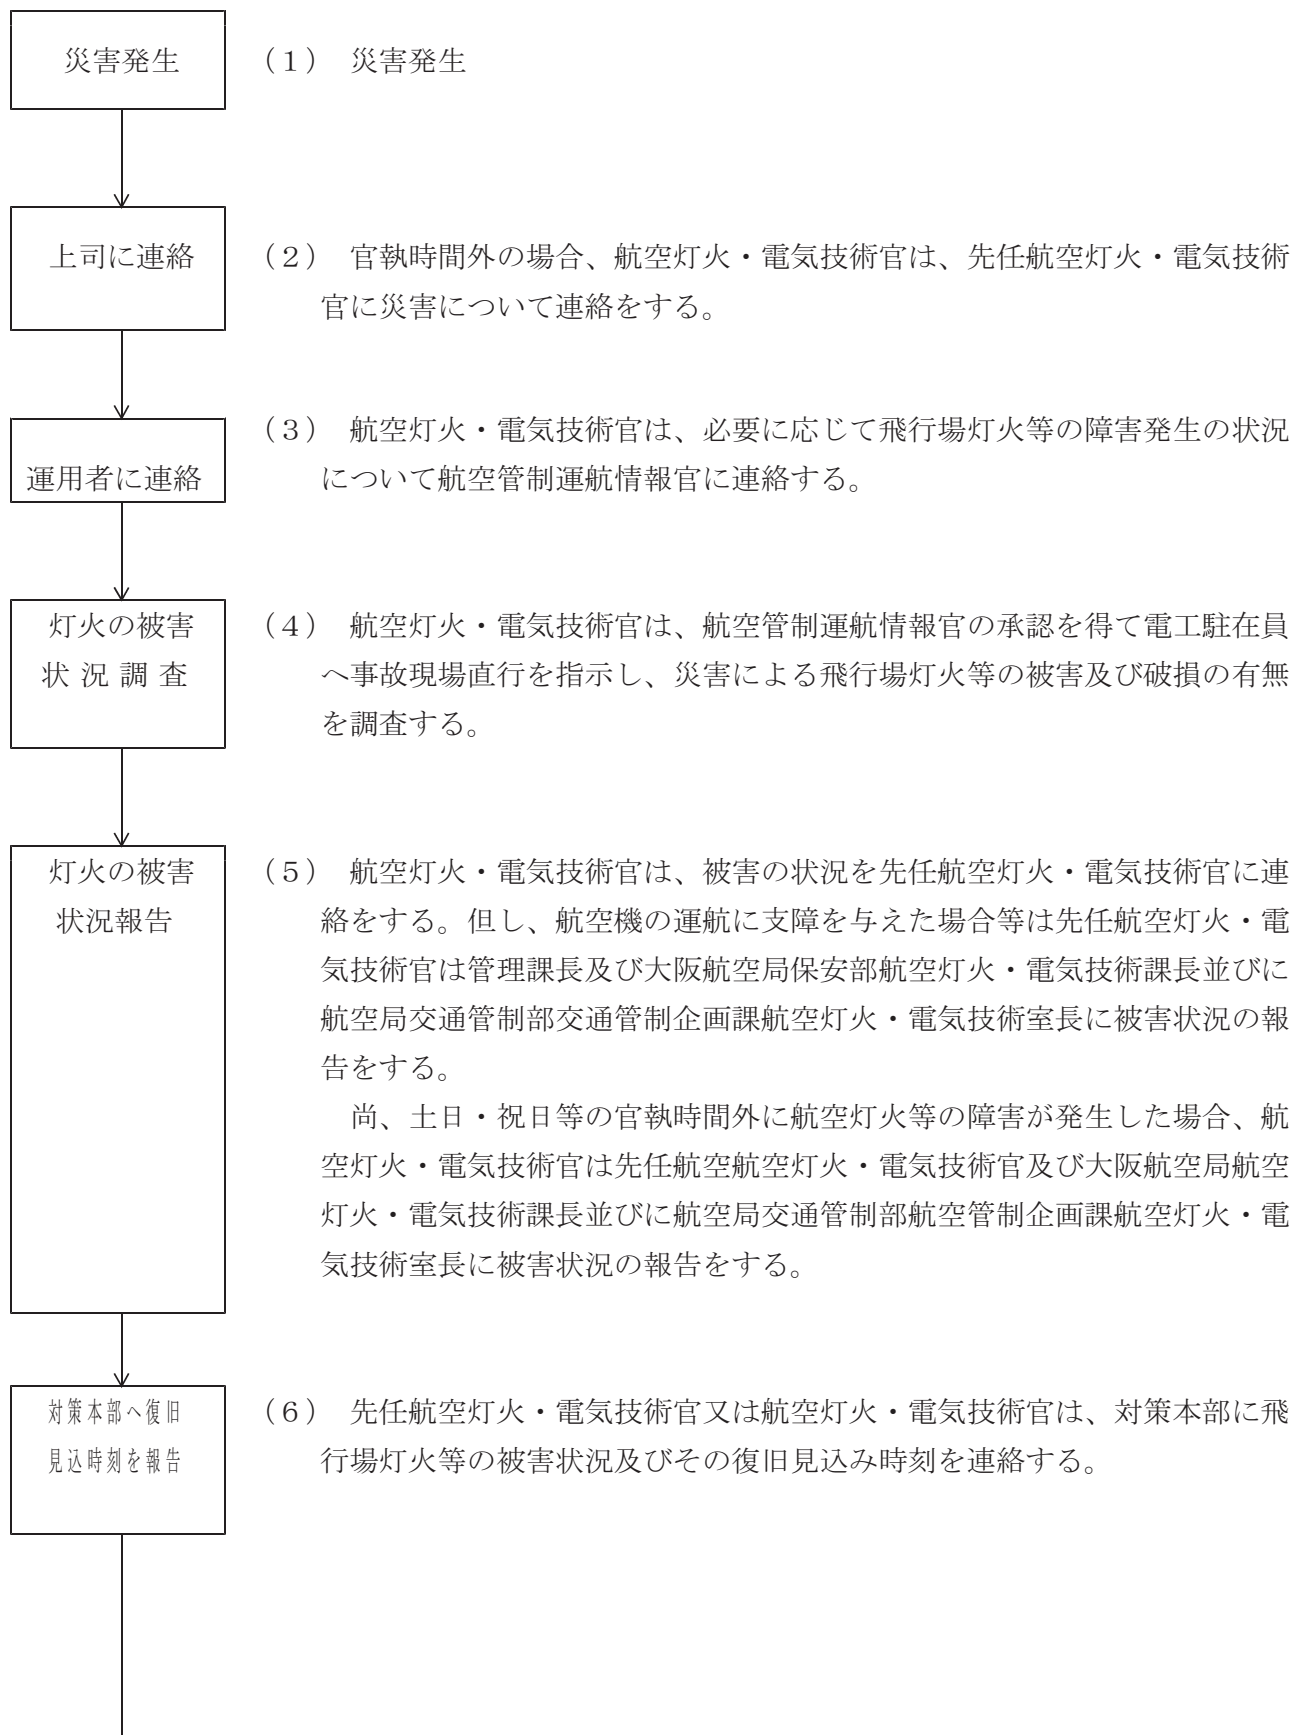 災害発生 （１） 災害発生
上司に連絡 （２） 官執時間外の場合、航空灯火・電気技術官は、先任航空灯火・電気技術
官に災害について連絡をする。
（３） 航空灯火・電気技術官は、必要に応じて飛行場灯火等の障害発生の状況
運用者に連絡 について航空管制運航情報官に連絡する。
灯火の被害 （４） 航空灯火・電気技術官は、航空管制運航情報官の承認を得て電工駐在員
状 況 調 査 へ事故現場直行を指示し、災害による飛行場灯火等の被害及び破損の有無
を調査する。
灯火の被害 （５） 航空灯火・電気技術官は、被害の状況を先任航空灯火・電気技術官に連
状況報告 絡をする。但し、航空機の運航に支障を与えた場合等は先任航空灯火・電
気技術官は管理課長及び大阪航空局保安部航空灯火・電気技術課長並びに
航空局交通管制部交通管制企画課航空灯火・電気技術室長に被害状況の報
告をする。
尚、土日・祝日等の官執時間外に航空灯火等の障害が発生した場合、航
空灯火・電気技術官は先任航空航空灯火・電気技術官及び大阪航空局航空
灯火・電気技術課長並びに航空局交通管制部航空管制企画課航空灯火・電
気技術室長に被害状況の報告をする。
対策本部へ復旧 （６） 先任航空灯火・電気技術官又は航空灯火・電気技術官は、対策本部に飛
見込時刻を報告 行場灯火等の被害状況及びその復旧見込み時刻を連絡する。